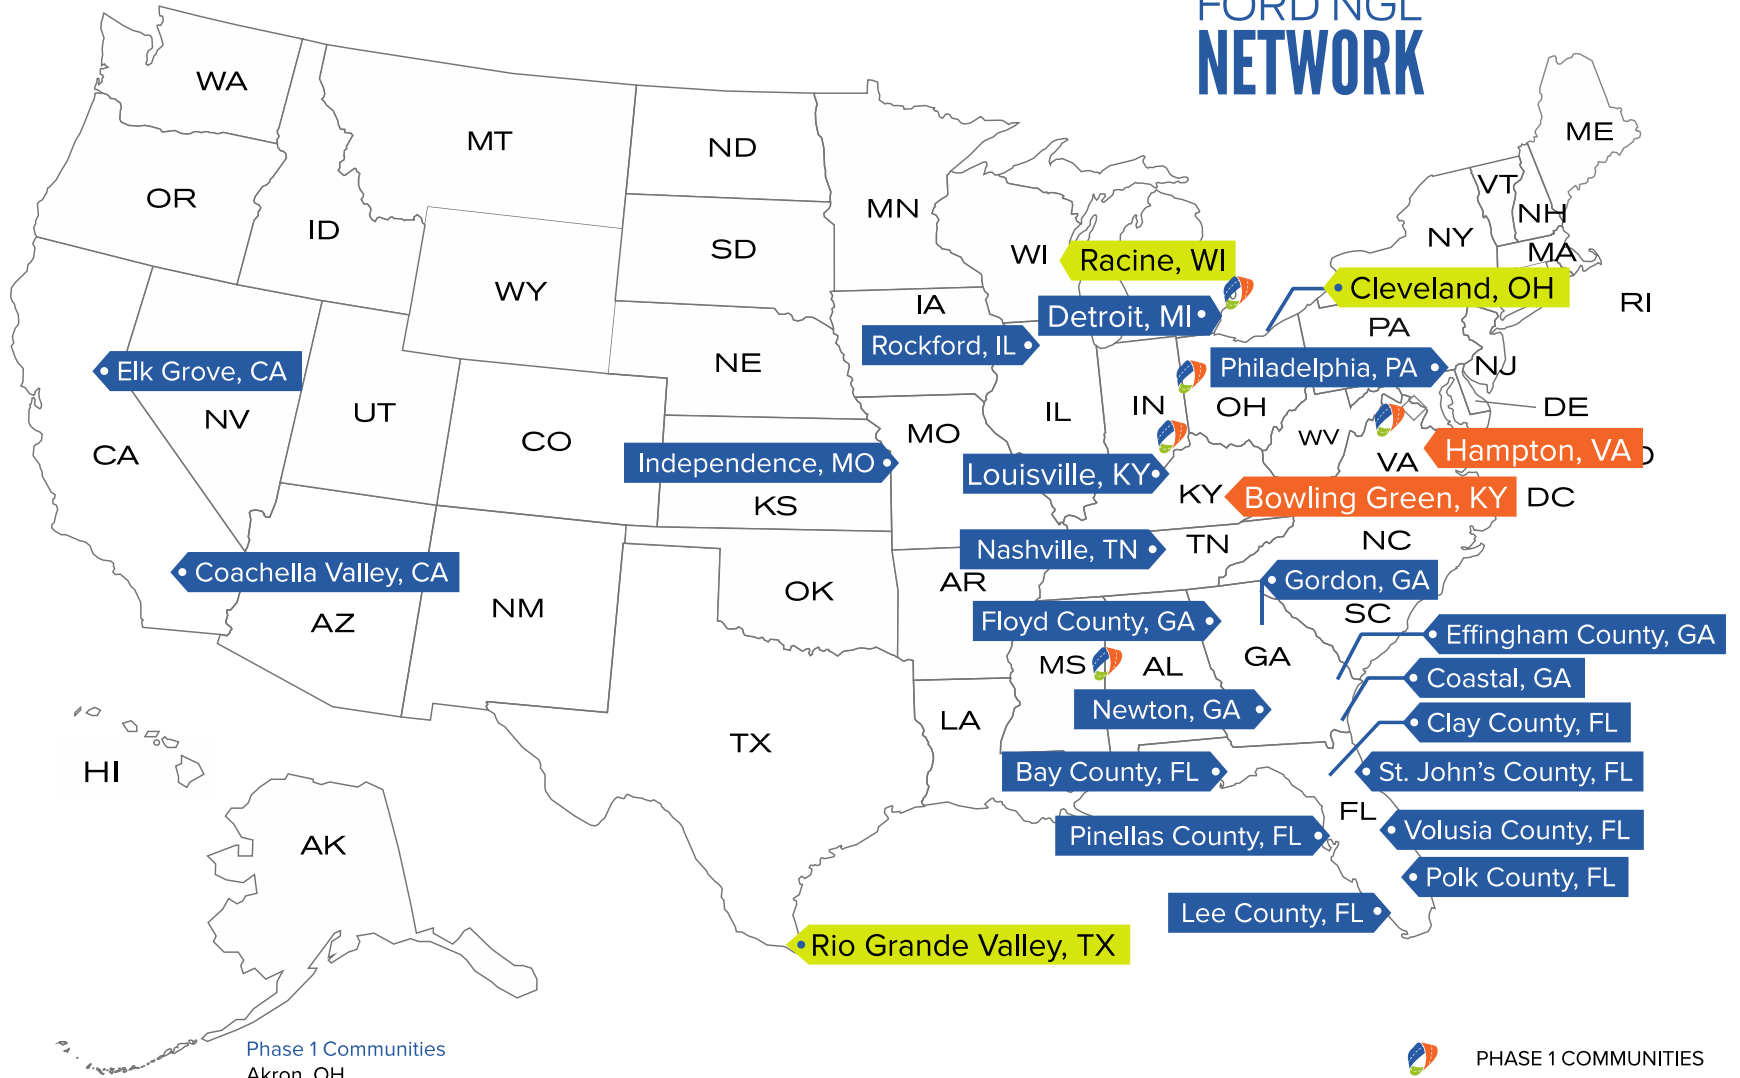 FORD NGL
NETWORK
WA
MT
ND
ME
OR
ID
MN
VT
NH
SD
WI
Racine, WI
NY
MA
WY
IA
Detroit, MI
Cleveland, OH
RI
Rockford, IL
PA
NE
Elk Grove, CA
Philadelphia, PA
NJ
NV
UT
CO
MO
IL
IN
OH
DE
CA
WV
Independence, MO
Louisville, KY
VA
Hampton, VA
KS
KY
Bowling Green, KY
DC
Nashville, TN
TN
NC
Coachella Valley, CA
AZ
NM
OK
AR
Gordon, GA
SC
Floyd County, GA
Effingham County, GA
MS
AL
GA
Coastal, GA
LA
Newton, GA
Clay County, FL
TX
HI
Bay County, FL
St. John's County, FL
FL
Pinellas County, FL
Volusia County, FL
AK
Polk County, FL
Lee County, FL
Rio Grande Valley, TX
Phase 1 Communities
Akron, OH
PHASE 1 COMMUNITIES